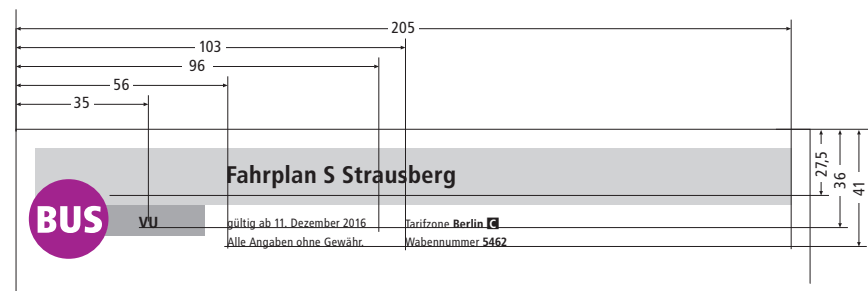 205
103
96
56
35
Fahrplan S Strausberg
27,5
36
41
BUS
VU
gültig ab 11. Dezember 2016
Tarifzone Berlin C
Alle Angaben ohne Gewähr.
Wabennummer 5462